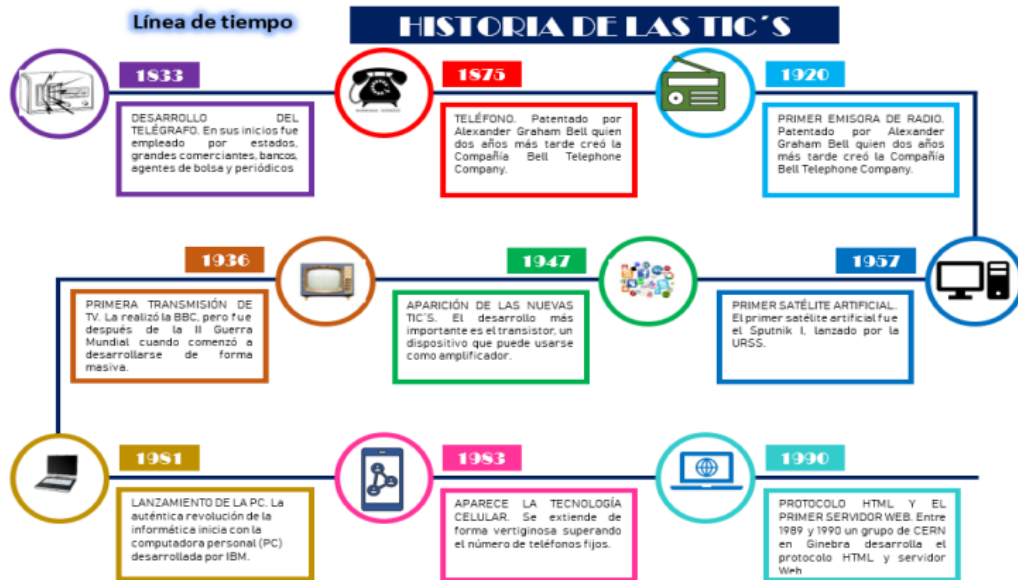 Línea de tiempo
HISTORIA DE LAS TIC´S
1833
DESARROLLO DEL
TELÉGRAFO. En sus inicios fue
empleado por estados,
grandes comerciantes, bancos,
agentes de bolsa y periódicos
1875
TELÉFONO. Patentado por
Alexander Graham Bell quien
dos años más tarde creó la
Compañía Bell Telephone
Company.
1920
PRIMER EMISORA DE RADIO.
Patentado por Alexander
Graham Bell quien dos años
más tarde creó la Compañía
Bell Telephone Company.
1936
PRIMERA TRANSMISIÓN DE
TV. La realizó la BBC, pero fue
después de la II Guerra
Mundial cuando comenzó a
desarrollarse de forma
masiva.
1947
APARICIÓN DE LAS NUEVAS
TIC´S. El desarrollo más
importante es el transistor, un
dispositivo que puede usarse
como amplificador.
1957
PRIMER SATÉLITE ARTIFICIAL.
El primer satélite artificial fue
el Sputnik I, lanzado por la
URSS.
1981
LANZAMIENTO DE LA PC. La
auténtica revolución de la
informática inicia con la
computadora personal (PC)
desarrollada por IBM.
1983
APARECE LA TECNOLOGÍA
CELULAR. Se extiende de
forma vertiginosa superando
el número de teléfonos fijos.
1990
PROTOCOLO HTML Y EL
PRIMER SERVIDOR WEB. Entre
1989 y 1990 un grupo de CERN
en Ginebra desarrolla el
protocolo HTML y servidor
Web